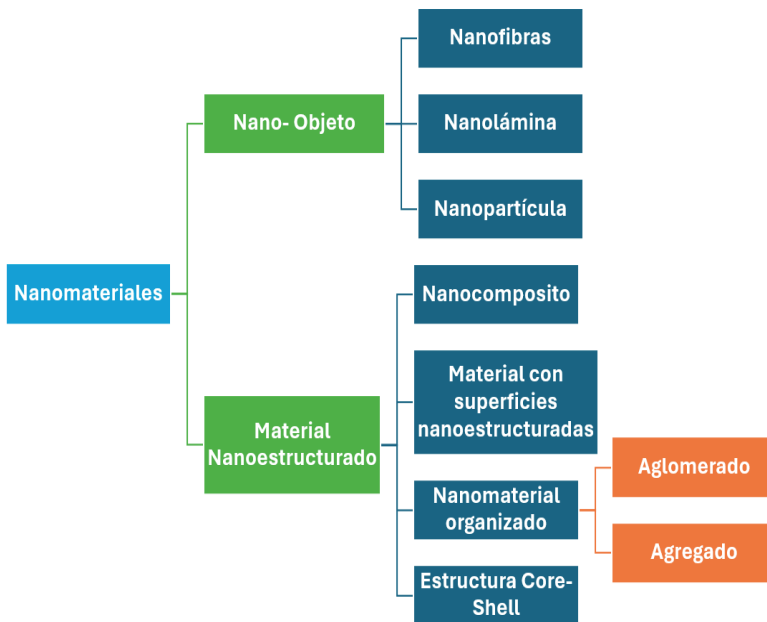 Nanomateriales
Nano- Objeto
Nanofibras
Nanolámina
Nanopartícula
Material
Nanoestructurado
Nanocomposito
Material con
superficies
nanoestructuradas
Nanomaterial
organizado
Aglomerado
Agregado
Estructura Core-
Shell